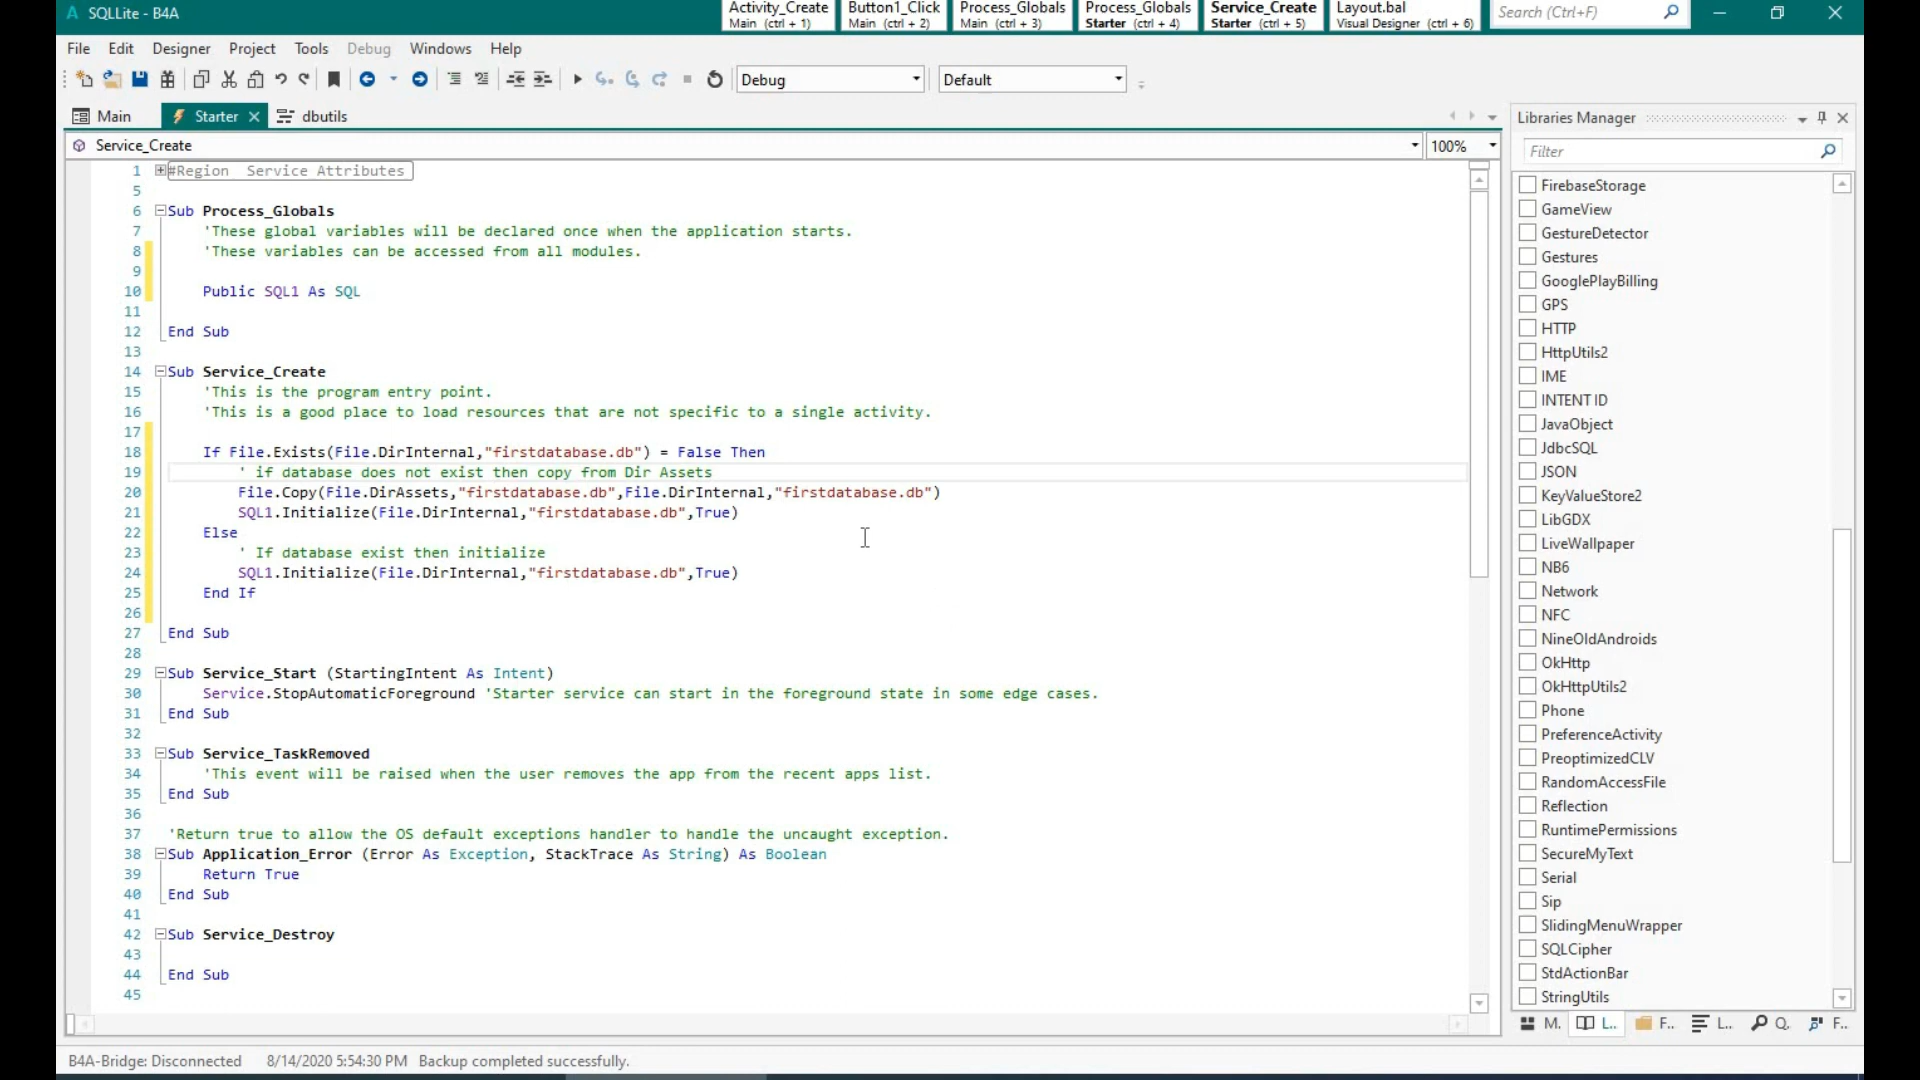 SQLLite - B4A
Activity_Create
Main (ctrl + 1)
Button1_Click
Main (ctrl + 2)
Process_Globals
Main (ctrl + 3)
Process_Globals
Starter (ctrl + 4)
Service_Create
Starter (ctrl + 5)
Layout.bal
Visual Designer (ctrl + 6)
Search (Ctrl+F)
File Edit Designer Project Tools Debug Windows Help
Debug
Default
Main
Starter
dbutils
Service_Create
100%
1 #Region Service Attributes
5
6 Sub Process_Globals
7 'These global variables will be declared once when the application starts.
8 'These variables can be accessed from all modules.
9
10 Public SQL1 As SQL
11
12 End Sub
13
14 Sub Service_Create
15 'This is the program entry point.
16 'This is a good place to load resources that are not specific to a single activity.
17
18 If File.Exists(File.DirInternal,"firstdatabase.db") = False Then
19 ' if database does not exist then copy from Dir Assets
20 File.Copy(File.DirAssets,"firstdatabase.db",File.DirInternal,"firstdatabase.db")
21 SQL1.Initialize(File.DirInternal,"firstdatabase.db",True)
22 Else
23 ' If database exist then initialize
24 SQL1.Initialize(File.DirInternal,"firstdatabase.db",True)
25 End If
26
27 End Sub
28
29 Sub Service_Start (StartingIntent As Intent)
30 Service.StopAutomaticForeground 'Starter service can start in the foreground state in some edge cases.
31 End Sub
32
33 Sub Service_TaskRemoved
34 'This event will be raised when the user removes the app from the recent apps list.
35 End Sub
36
37 'Return true to allow the OS default exceptions handler to handle the uncaught exception.
38 Sub Application_Error (Error As Exception, StackTrace As String) As Boolean
39 Return True
40 End Sub
41
42 Sub Service_Destroy
43
44 End Sub
45
Libraries Manager
Filter
FirebaseStorage
GameView
GestureDetector
Gestures
GooglePlayBilling
GPS
HTTP
HttpUtils2
IME
INTENT ID
JavaObject
JdbcSQL
JSON
KeyValueStore2
LibGDX
LiveWallpaper
NB6
Network
NFC
NineOldAndroids
OkHttp
OkHttpUtils2
Phone
PreferenceActivity
PreoptimizedCLV
RandomAccessFile
Reflection
RuntimePermissions
SecureMyText
Serial
Sip
SlidingMenuWrapper
SQLCipher
StdActionBar
StringUtils
M. L.. F.. L.. Q. F..
B4A-Bridge: Disconnected 8/14/2020 5:54:30 PM Backup completed successfully.